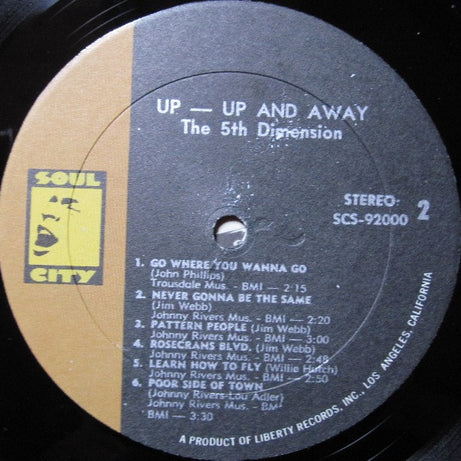 UP — UP AND AWAY
The 5th Dimension
SOUL
CITY
STEREO
SCS-92000
2
1. GO WHERE YOU WANNA GO
(John Phillips)
Trousdale Mus. - BMI — 2:15
2. NEVER GONNA BE THE SAME
(Jim Webb)
Johnny Rivers Mus. - BMI — 2:20
3. PATTERN PEOPLE (Jim Webb)
Johnny Rivers Mus. - BMI — 3:00
4. ROSECRANS BLVD. (Jim Webb)
Johnny Rivers Mus. - BMI — 2:48
5. LEARN HOW TO FLY (Willie Hutch)
Johnny Rivers Mus. - BMI — 2:50
6. POOR SIDE OF TOWN
(Johnny Rivers-Lou Adler)
Johnny Rivers Mus. - BMI
BMI — 3:30
A PRODUCT OF LIBERTY RECORDS, INC., LOS ANGELES, CALIFORNIA